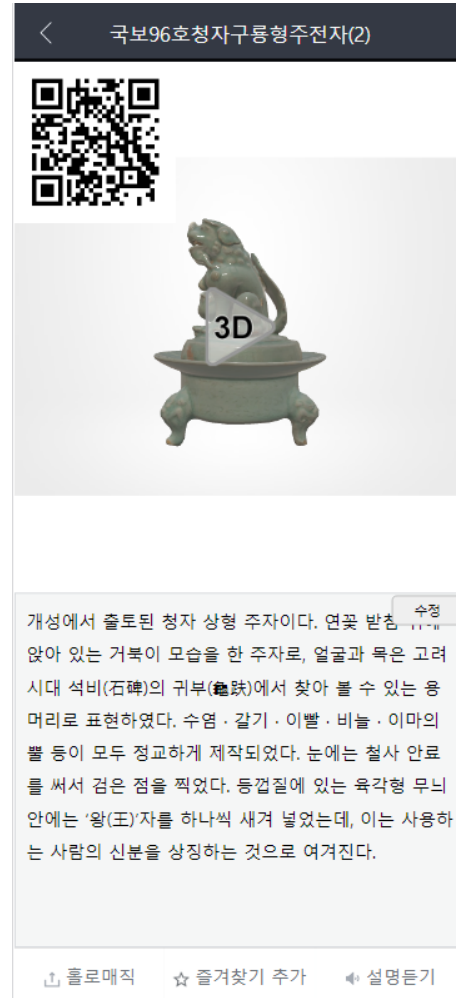 국보96호청자구룡형주전자(2)
3D
수정
개성에서 출토된 청자 상형 주자이다. 연꽃 받침
앉아 있는 거북이 모습을 한 주자로, 얼굴과 목은 고려
시대 석비(石碑)의 귀부(龜趺)에서 찾아 볼 수 있는 용
머리로 표현하였다. 수염 · 갈기 · 이빨 · 비늘 · 이마의
뿔 등이 모두 정교하게 제작되었다. 눈에는 철사 안료
를 써서 검은 점을 찍었다. 등껍질에 있는 육각형 무늬
안에는 '왕(王)'자를 하나씩 새겨 넣었는데, 이는 사용하
는 사람의 신분을 상징하는 것으로 여겨진다.
홀로매직 즐겨찾기 추가 설명듣기